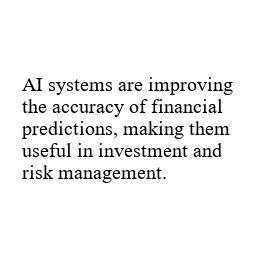 AI systems are improving
the accuracy of financial
predictions, making them
useful in investment and
risk management.